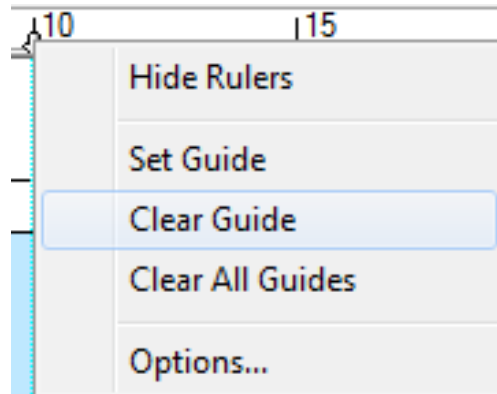 10 15
Hide Rulers
Set Guide
Clear Guide
Clear All Guides
Options...